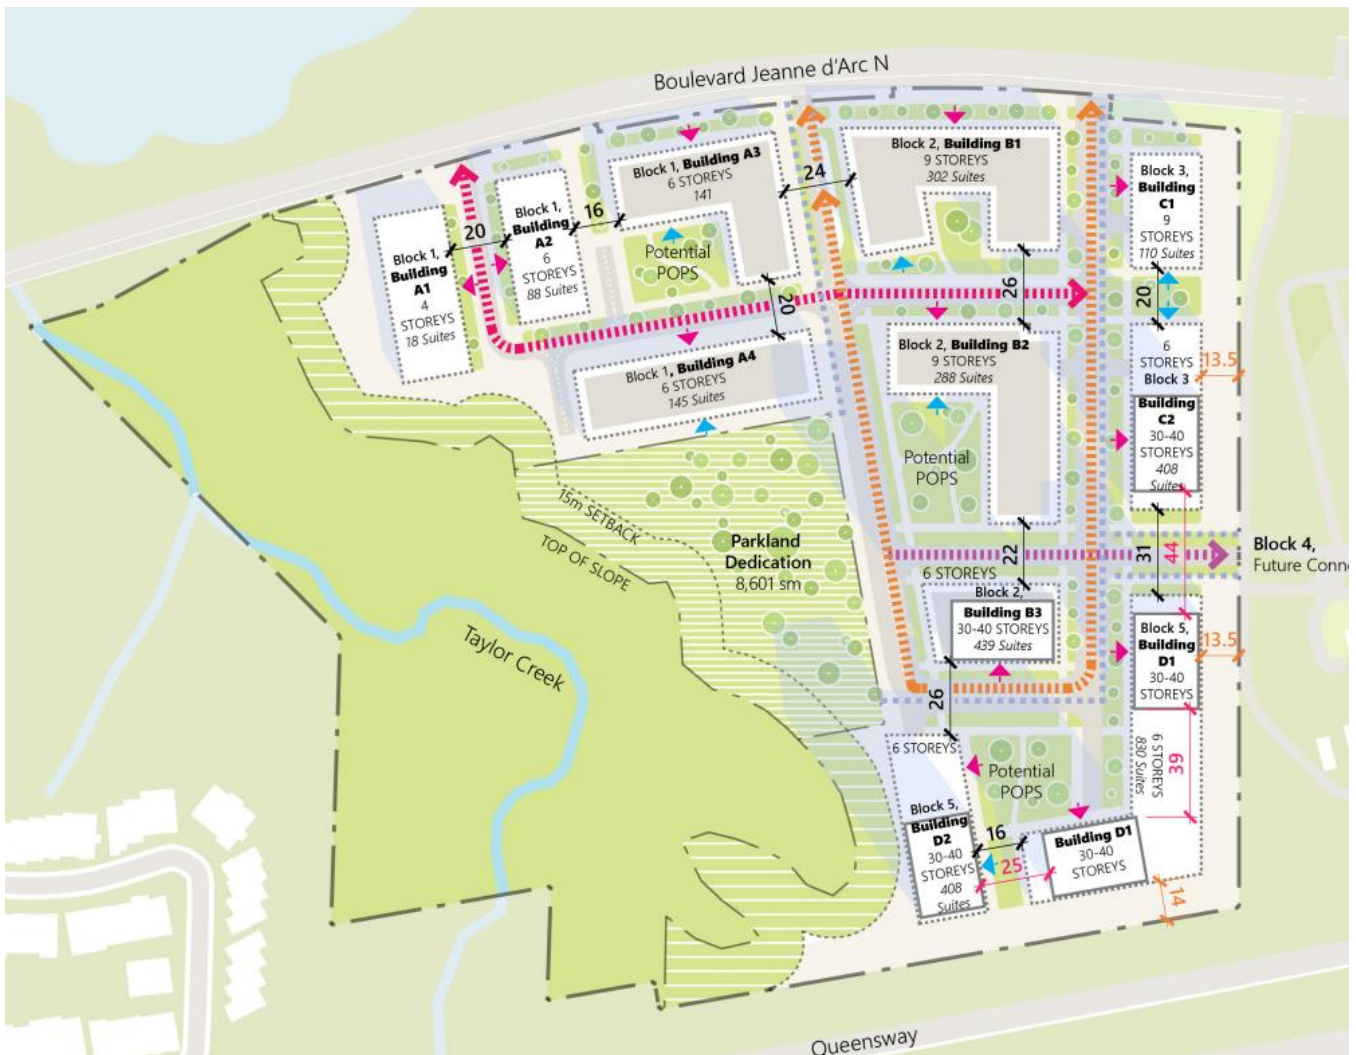 Boulevard Jeanne d'Arc N
Block 1, Building A3
6 STOREYS
141
Block 2, Building B1
9 STOREYS
302 Suites
Block 3,
Building
C1
9
STOREYS
110 Suites
24
16
20
Block 1,
Building
A2
6
STOREYS
88 Suites
Block 1,
Building
A1
4
STOREYS
18 Suites
Potential
POPS
20
26
20
Block 1, Building A4
6 STOREYS
145 Suites
Block 2, Building B2
9 STOREYS
288 Suites
6
STOREYS
Block 3
13.5
Building
C2
30-40
STOREYS
408
Suites
Potential
POPS
15m SETBACK
TOP OF SLOPE
Parkland
Dedication
8,601 sm
22
31
44
Block 4,
Future Conne
6 STOREYS
Block 2,
Building B3
30-40 STOREYS
439 Suites
Block 5,
Building
D1
30-40
STOREYS
13.5
Taylor Creek
26
6 STOREYS
Potential
POPS
6 STOREYS
830 Suites
39
Block 5,
Building
D2
30-40
STOREYS
408
Suites
16
25
Building D1
30-40
STOREYS
14
Queensway